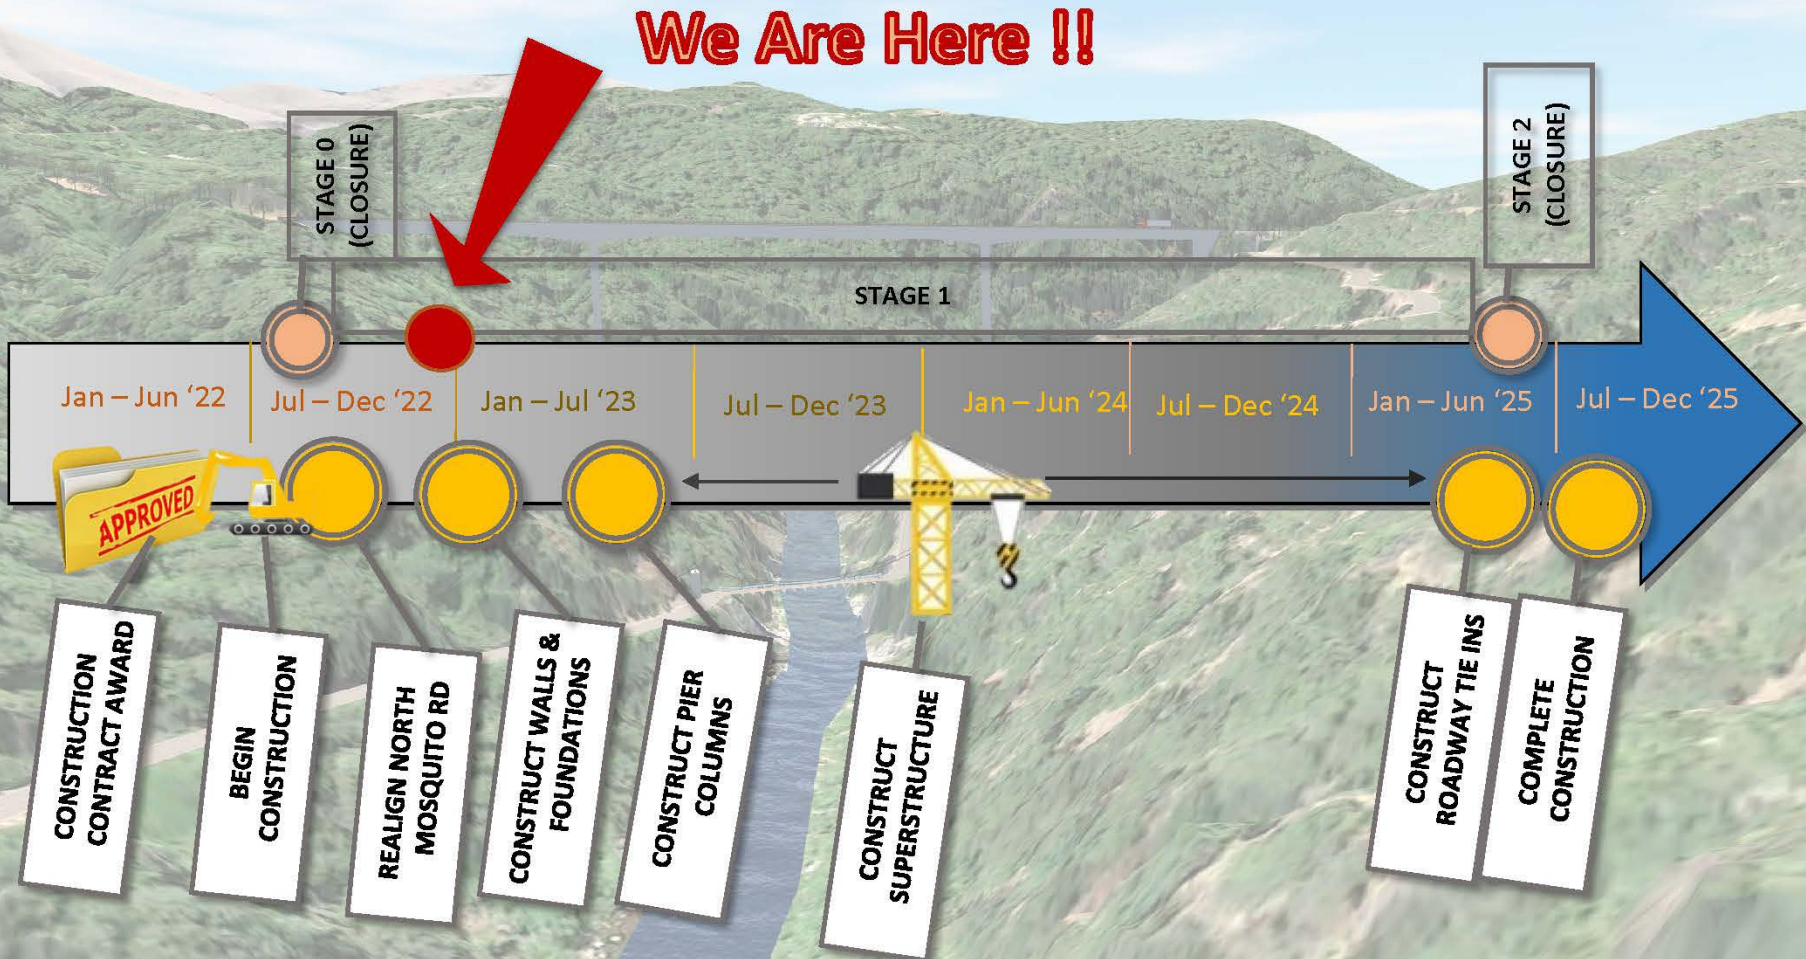 We Are Here !!
STAGE 0
(CLOSURE)
STAGE 2
(CLOSURE)
STAGE 1
Jan – Jun ‘22
Jul – Dec ‘22
Jan – Jul ‘23
Jul – Dec ‘23
Jan – Jun ‘24
Jul – Dec ‘24
Jan – Jun ‘25
Jul – Dec ‘25
APPROVED
CONSTRUCTION
CONTRACT AWARD
BEGIN
CONSTRUCTION
REALIGN NORTH
MOSQUITO RD
CONSTRUCT WALLS &
FOUNDATIONS
CONSTRUCT PIER
COLUMNS
CONSTRUCT
SUPERSTRUCTURE
CONSTRUCT
ROADWAY TIE INS
COMPLETE
CONSTRUCTION